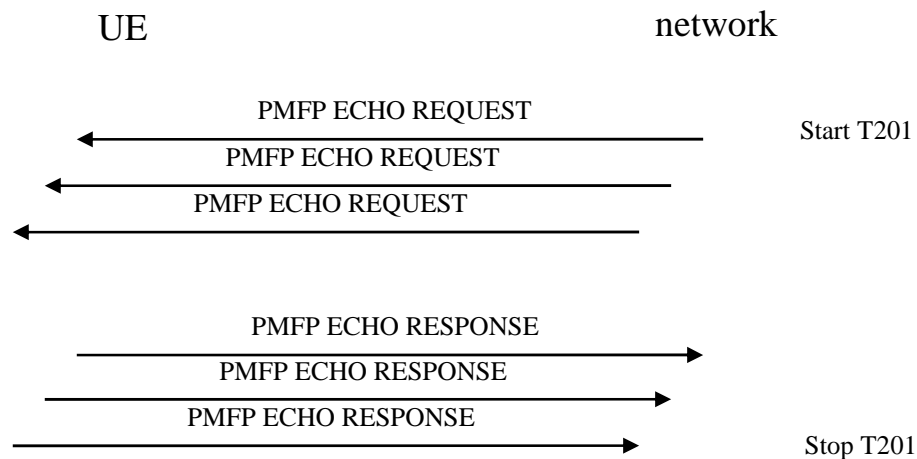 UE
network
PMFP ECHO REQUEST
Start T201
PMFP ECHO REQUEST
PMFP ECHO REQUEST
PMFP ECHO RESPONSE
PMFP ECHO RESPONSE
PMFP ECHO RESPONSE
Stop T201